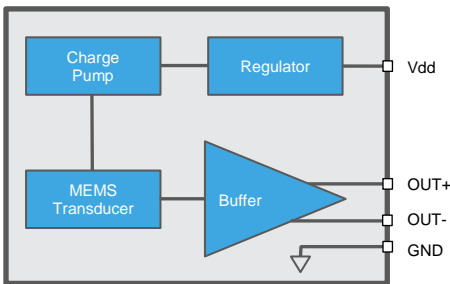 Charge
Pump
Regulator
Vdd
MEMS
Transducer
Buffer
OUT+
OUT-
GND